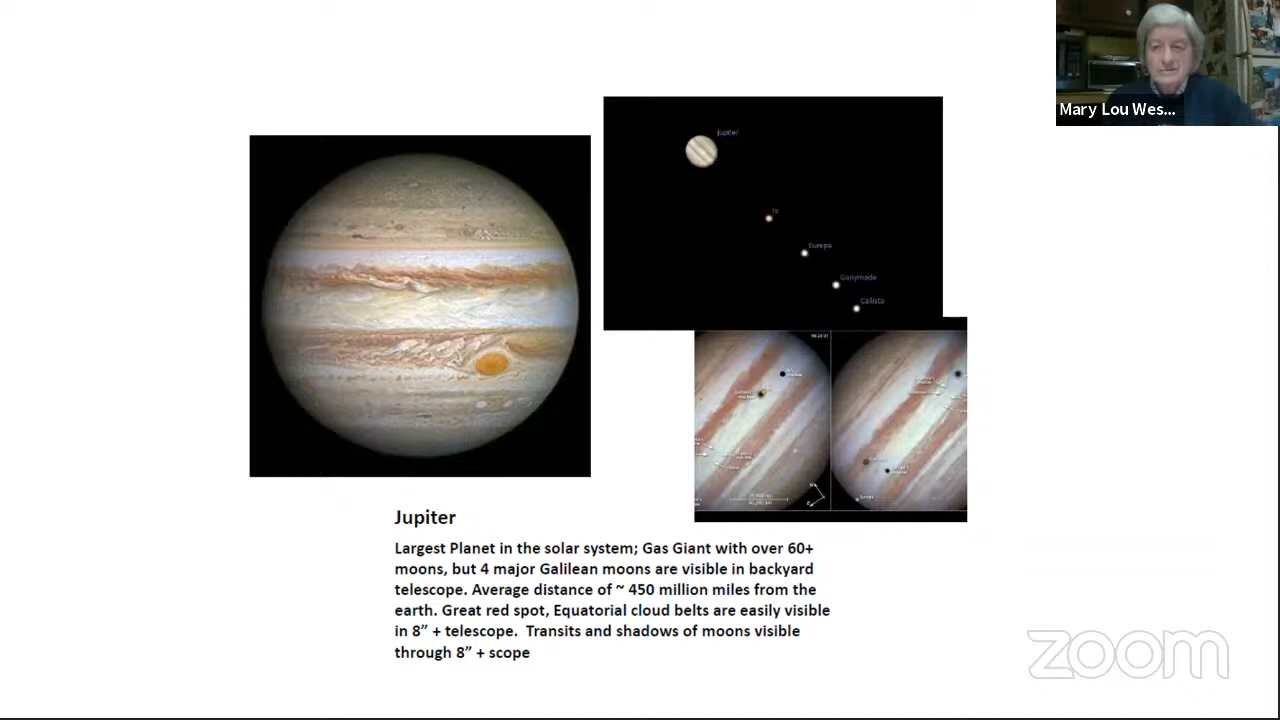 Mary Lou Wes...
Jupiter
Io
Europa
Ganymede
Callisto
Europa
Jupiter
Largest Planet in the solar system; Gas Giant with over 60+
moons, but 4 major Galilean moons are visible in backyard
telescope. Average distance of ~ 450 million miles from the
earth. Great red spot, Equatorial cloud belts are easily visible
in 8” + telescope.  Transits and shadows of moons visible
through 8” + scope
zoom